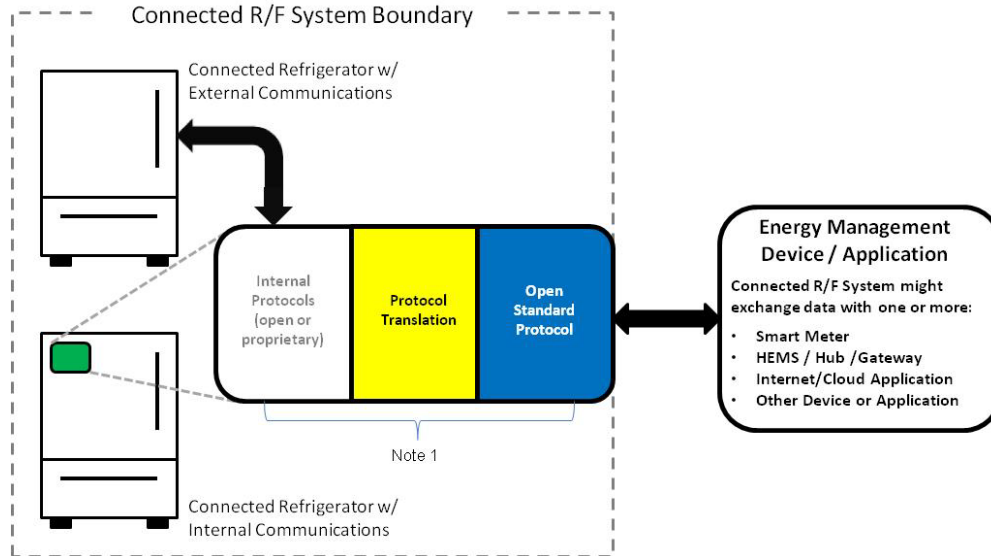 Connected R/F System Boundary
Connected Refrigerator w/
External Communications
Internal
Protocols
(open or
proprietary)
Protocol
Translation
Open
Standard
Protocol
Note 1
Connected Refrigerator w/
Internal Communications
Energy Management
Device / Application
Connected R/F System might
exchange data with one or more:
• Smart Meter
• HEMS / Hub /Gateway
• Internet/Cloud Application
• Other Device or Application